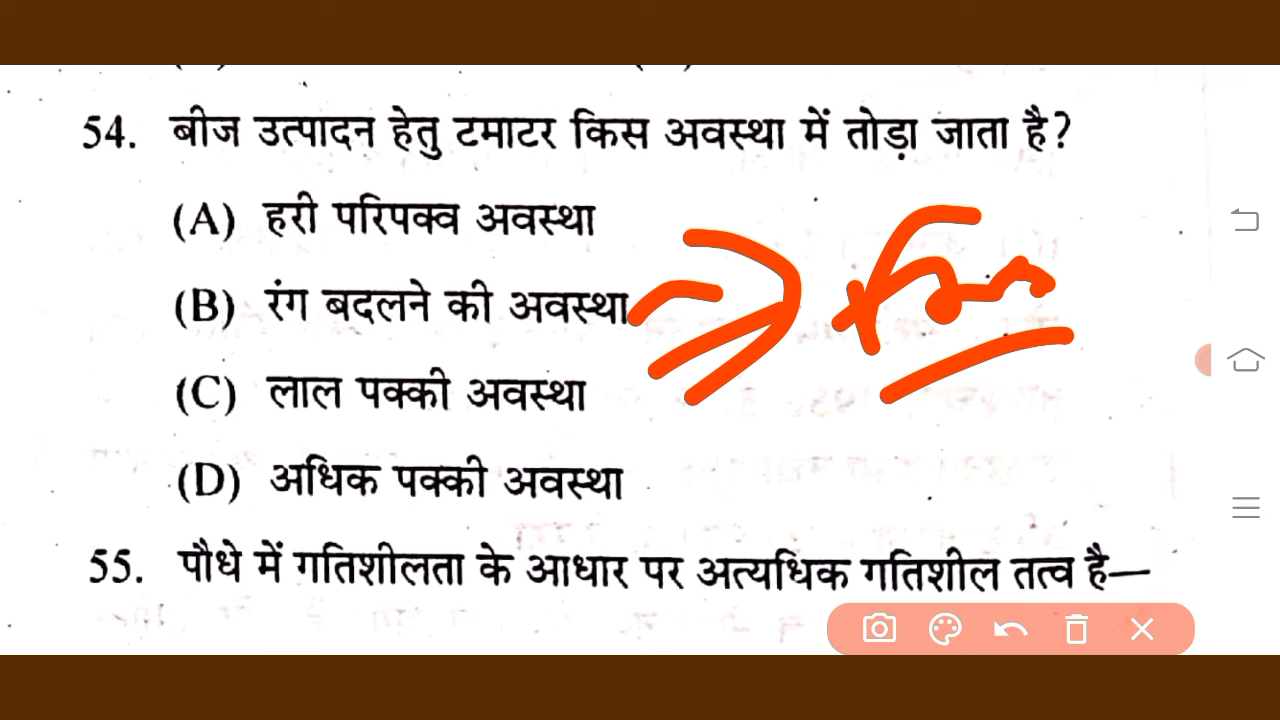 54. बीज उत्पादन हेतु टमाटर किस अवस्था में तोड़ा जाता है?
(A) हरी परिपक्व अवस्था
(B) रंग बदलने की अवस्था
(C) लाल पक्की अवस्था
(D) अधिक पक्की अवस्था
55. पौधे में गतिशीलता के आधार पर अत्यधिक गतिशील तत्व है—